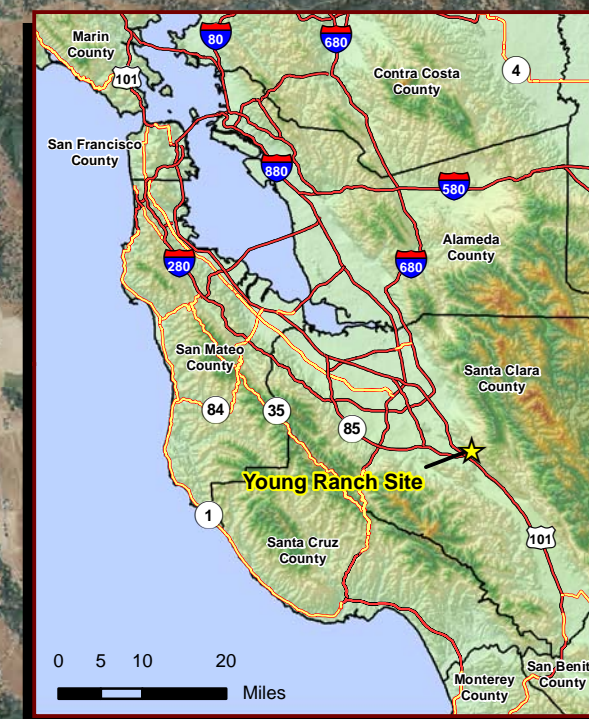 Marin
County
80
680
4
101
Contra Costa
County
San Francisco
County
880
580
Alameda
County
280
680
San Mateo
County
Santa Clara
County
84
35
85
Young Ranch Site
1
101
Santa Cruz
County
0 5 10 20
Miles
Monterey
County
San Benit
County